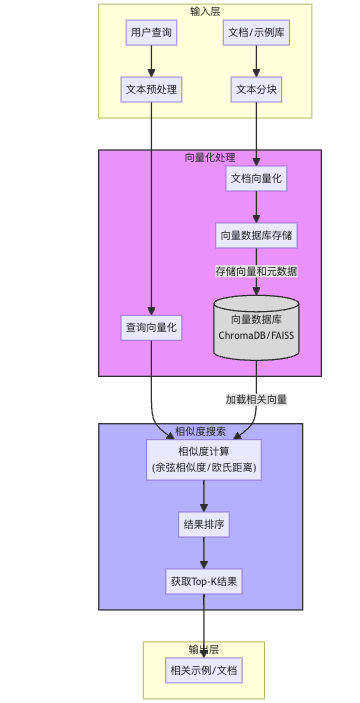 输入层
用户查询
文档/示例库
文本预处理
文本分块
向量化处理
文档向量化
向量数据库存储
存储向量和元数据
向量数据库
ChromaDB/FAISS
查询向量化
加载相关向量
相似度搜索
相似度计算
(余弦相似度/欧氏距离)
结果排序
获取Top-K结果
输出层
相关示例/文档